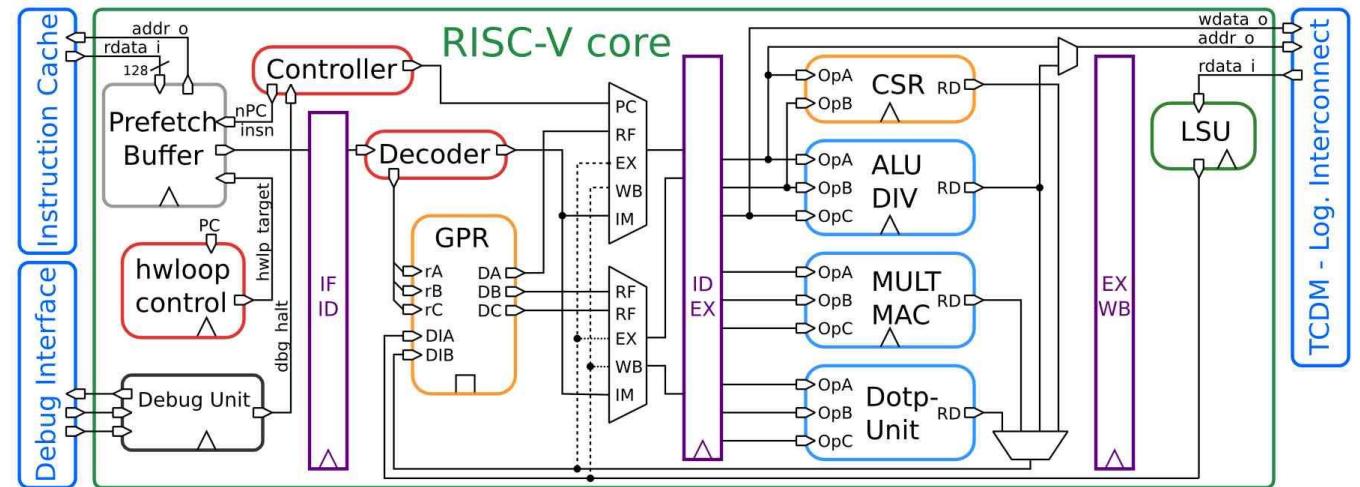 RISC-V core
Instruction Cache
addr_o
rdata_i
128
Prefetch
Buffer
nPC
insn
Controller
hwlp_target
PC
hwloop
control
dbg_halt
Debug Interface
Debug Unit
IF
ID
Decoder
GPR
rA
rB
rC
DIA
DIB
DA
DB
DC
PC
RF
EX
WB
IM
RF
RF
EX
WB
IM
ID
EX
OpA
OpB
CSR
RD
OpA
OpB
OpC
ALU
DIV
RD
OpA
OpB
OpC
MULT
MAC
RD
OpA
OpB
OpC
Dotp-
Unit
RD
EX
WB
LSU
wdata_o
addr_o
rdata_i
TCDM - Log. Interconnect